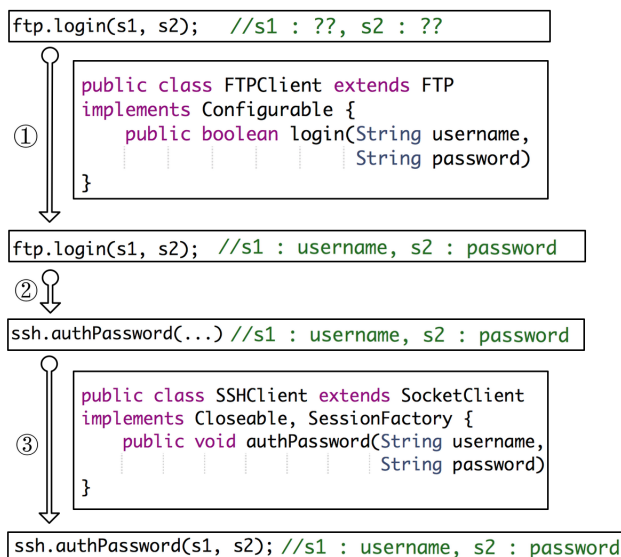 ftp.login(s1, s2);   //s1 : ??, s2 : ??
①
public class FTPClient extends FTP
implements Configurable {
    public boolean login(String username,
                         String password)
}
ftp.login(s1, s2);  //s1 : username, s2 : password
②
ssh.authPassword(...) //s1 : username, s2 : password
③
public class SSHClient extends SocketClient
implements Closeable, SessionFactory {
    public void authPassword(String username,
                             String password)
}
ssh.authPassword(s1, s2); //s1 : username, s2 : password